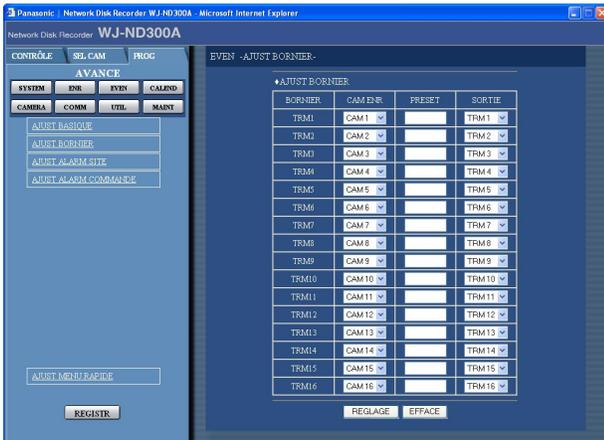 Panasonic | Network Disk Recorder WJ-ND300A - Microsoft Internet Explorer
Network Disk Recorder WJ-ND300A
CONTRÔLE SEL CAM PROG
AVANCE
SYSTEM ENR EVEN CALEND
CAMERA COMM UTIL MAINT
AJUST BASIQUE
AJUST BORNIER
AJUST ALARM SITE
AJUST ALARM COMMANDE
AJUST MENU RAPIDE
REGISTR
EVEN -AJUST BORNIER-
♦AJUST BORNIER
BORNIER CAM ENR PRESET SORTIE
TRM1 CAM 1 TRM 1
TRM2 CAM 2 TRM 2
TRM3 CAM 3 TRM 3
TRM4 CAM 4 TRM 4
TRM5 CAM 5 TRM 5
TRM6 CAM 6 TRM 6
TRM7 CAM 7 TRM 7
TRM8 CAM 8 TRM 8
TRM9 CAM 9 TRM 9
TRM10 CAM 10 TRM 10
TRM11 CAM 11 TRM 11
TRM12 CAM 12 TRM 12
TRM13 CAM 13 TRM 13
TRM14 CAM 14 TRM 14
TRM15 CAM 15 TRM 15
TRM16 CAM 16 TRM 16
REGLAGE EFFACE